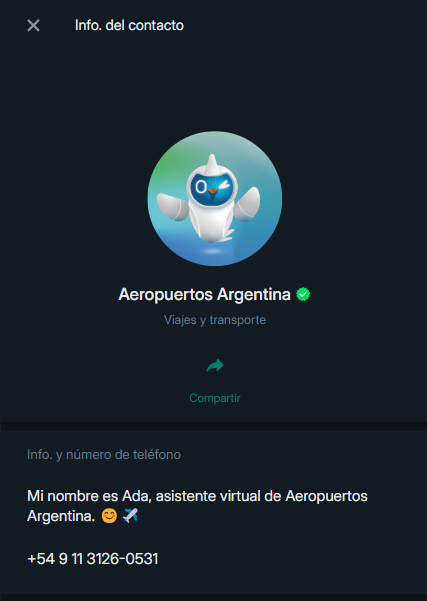 Info. del contacto
Aeropuertos Argentina
Viajes y transporte
Compartir
Info. y número de teléfono
Mi nombre es Ada, asistente virtual de Aeropuertos
Argentina. 😊 ✈️
+54 9 11 3126-0531